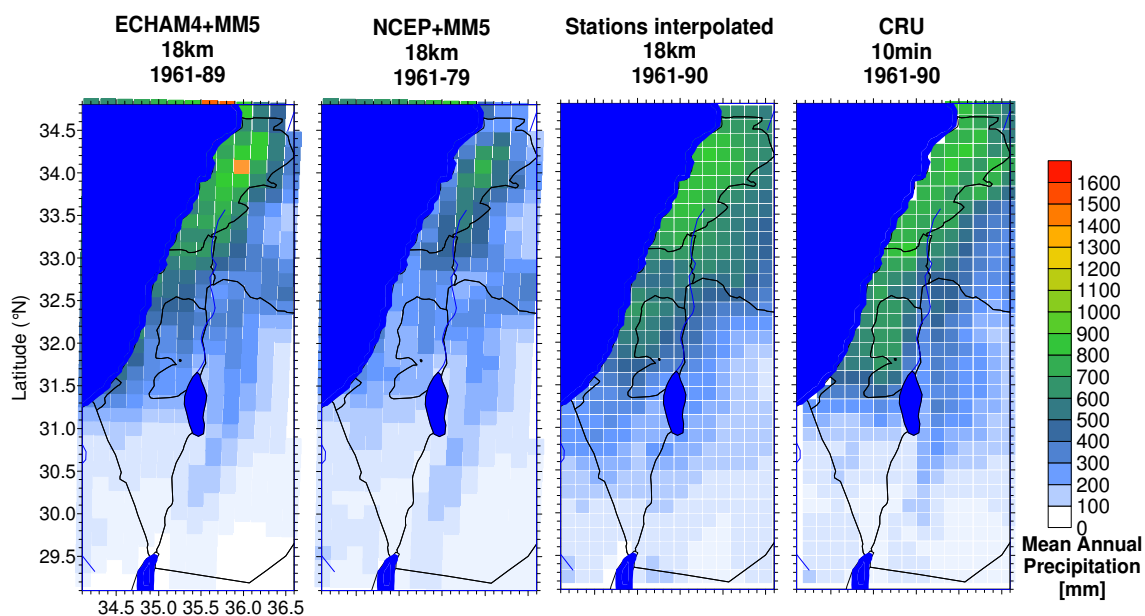 ECHAM4+MM5
18km
1961-89
NCEP+MM5
18km
1961-79
Stations interpolated
18km
1961-90
CRU
10min
1961-90
Latitude (°N)
34.5
34.0
33.5
33.0
32.5
32.0
31.5
31.0
30.5
30.0
29.5
34.5 35.0 35.5 36.0 36.5
1600
1500
1400
1300
1200
1100
1000
900
800
700
600
500
400
300
200
100
0
Mean Annual
Precipitation
[mm]